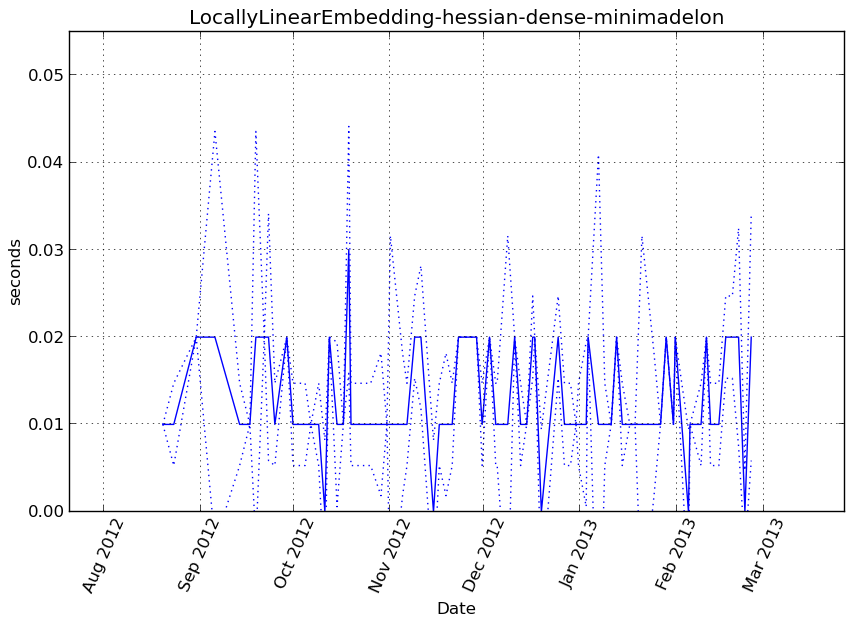 LocallyLinearEmbedding-hessian-dense-minimadelon
0.05
0.04
0.03
0.02
0.01
0.00
seconds
Aug 2012
Sep 2012
Oct 2012
Nov 2012
Dec 2012
Jan 2013
Feb 2013
Mar 2013
Date